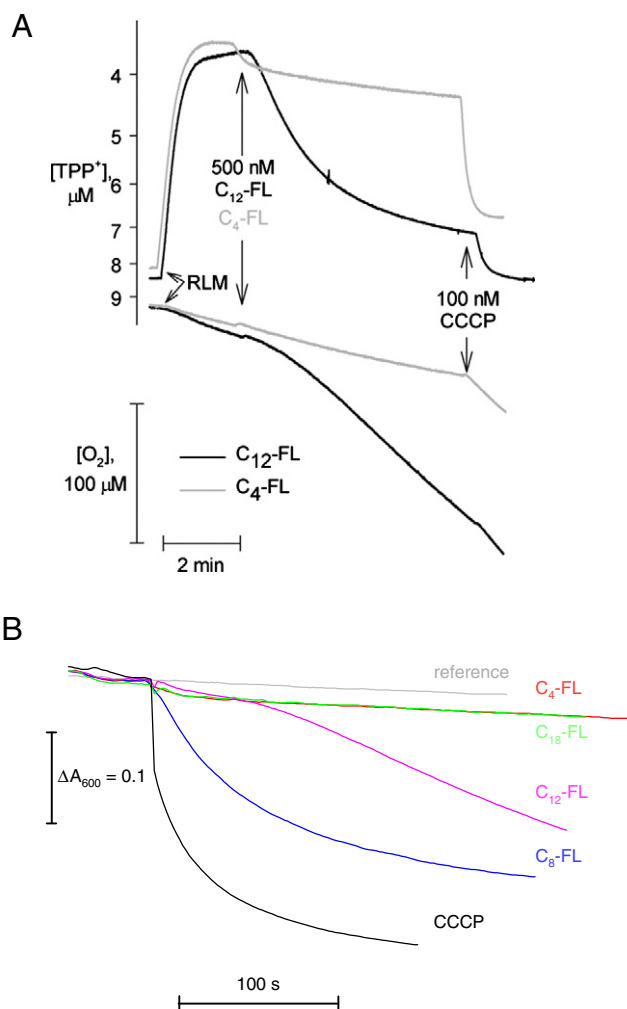 A
4
5
6
7
8
9
[TPP⁺],
μM
500 nM
C₁₂-FL
C₄-FL
RLM
100 nM
CCCP
[O₂],
100 μM
C₁₂-FL
C₄-FL
2 min
B
reference
C₄-FL
C₁₈-FL
ΔA₆₀₀ = 0.1
C₁₂-FL
C₈-FL
CCCP
100 s